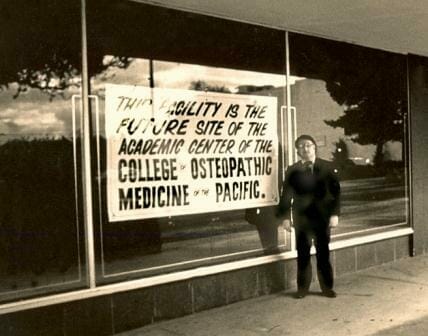 THIS FACILITY IS THE
FUTURE SITE OF THE
ACADEMIC CENTER OF THE
COLLEGE OF OSTEOPATHIC
MEDICINE OF THE PACIFIC.